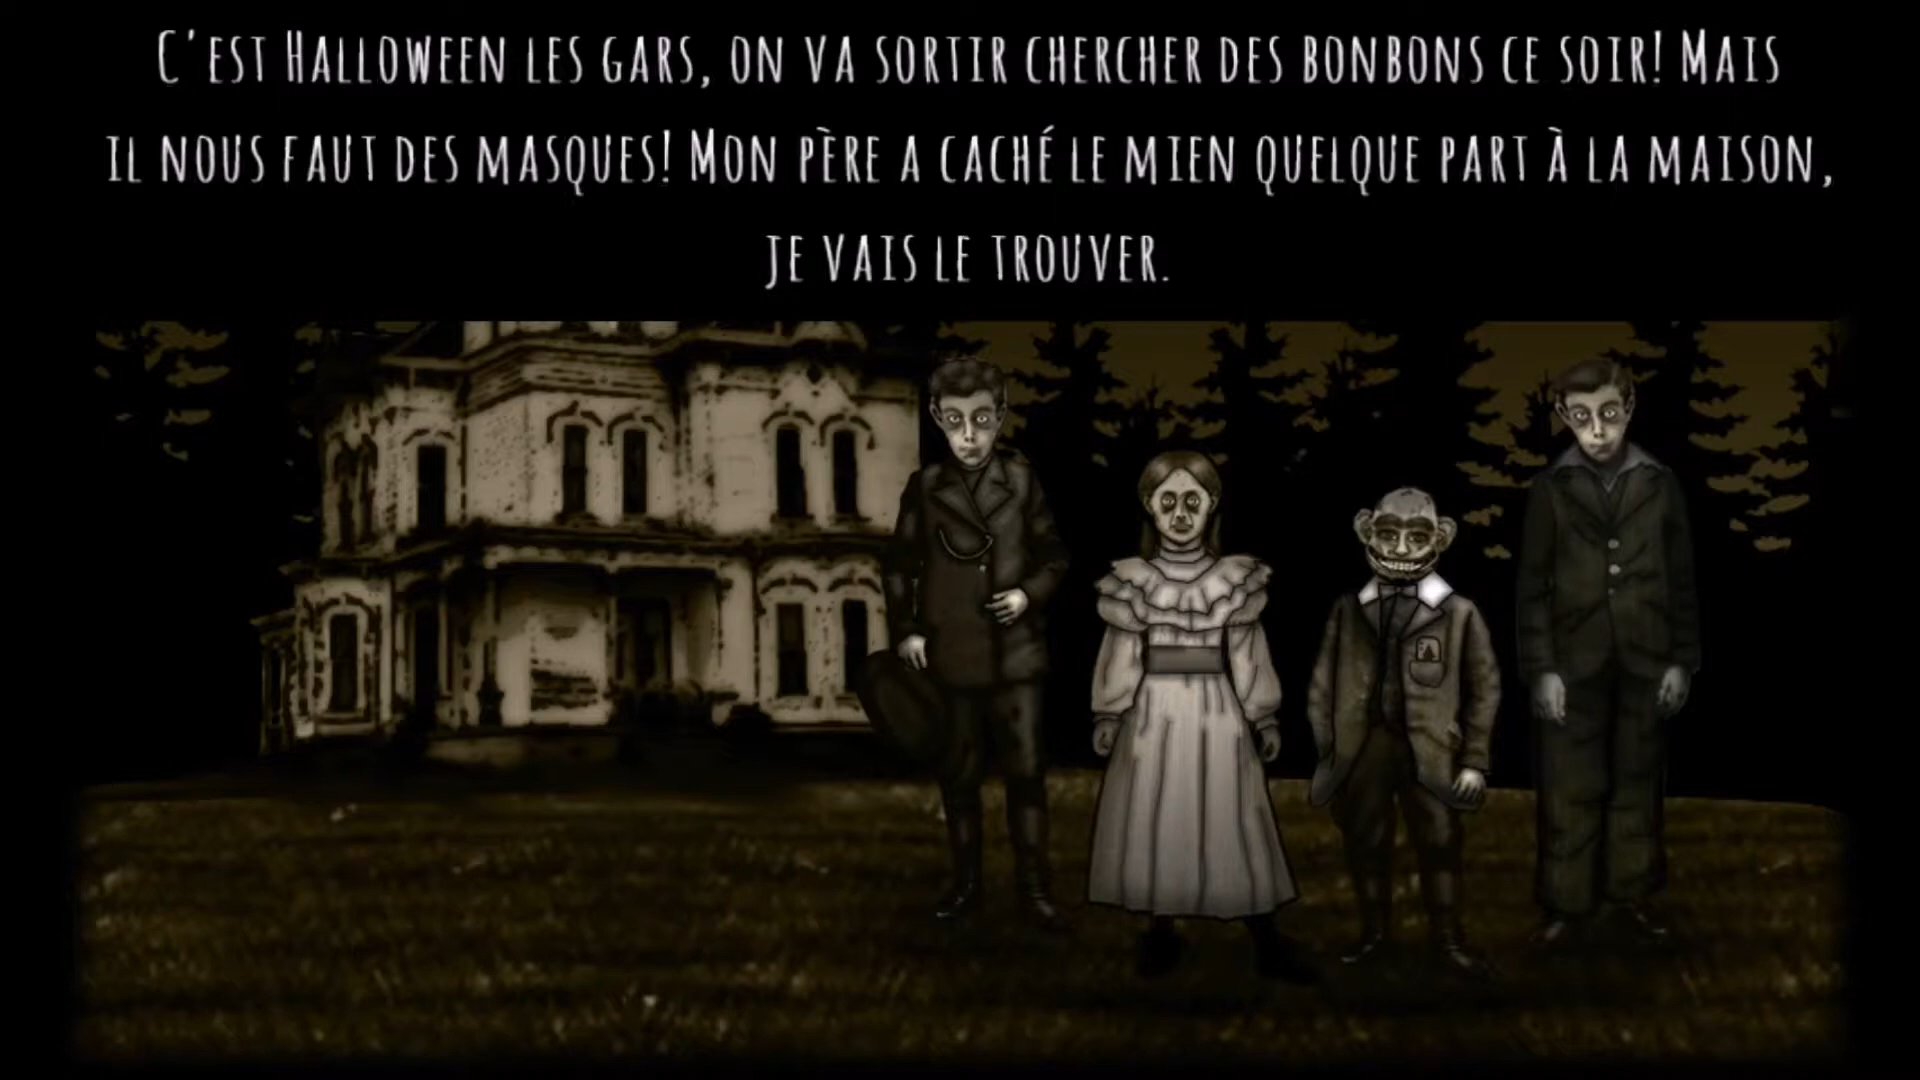 C'est Halloween les gars, on va sortir chercher des bonbons ce soir! Mais
il nous faut des masques! Mon père a caché le mien quelque part à la maison,
je vais le trouver.